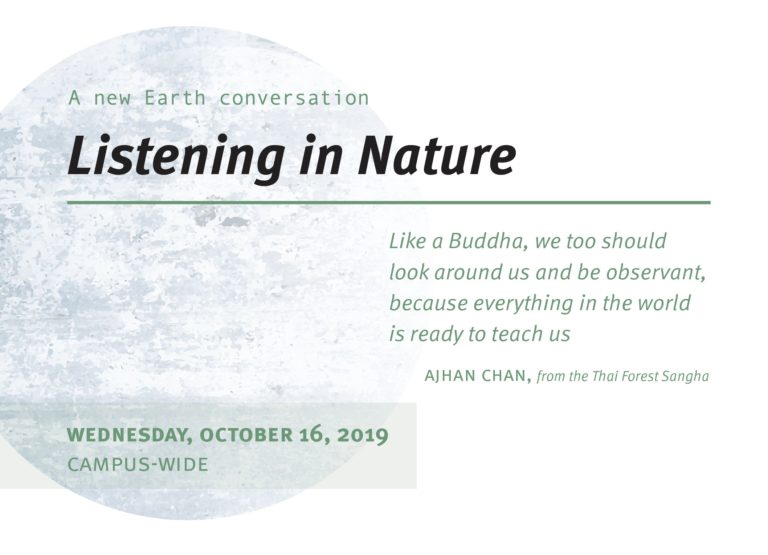 A new Earth conversation
Listening in Nature
Like a Buddha, we too should
look around us and be observant,
because everything in the world
is ready to teach us
AJHAN CHAN, from the Thai Forest Sangha
WEDNESDAY, OCTOBER 16, 2019
CAMPUS-WIDE